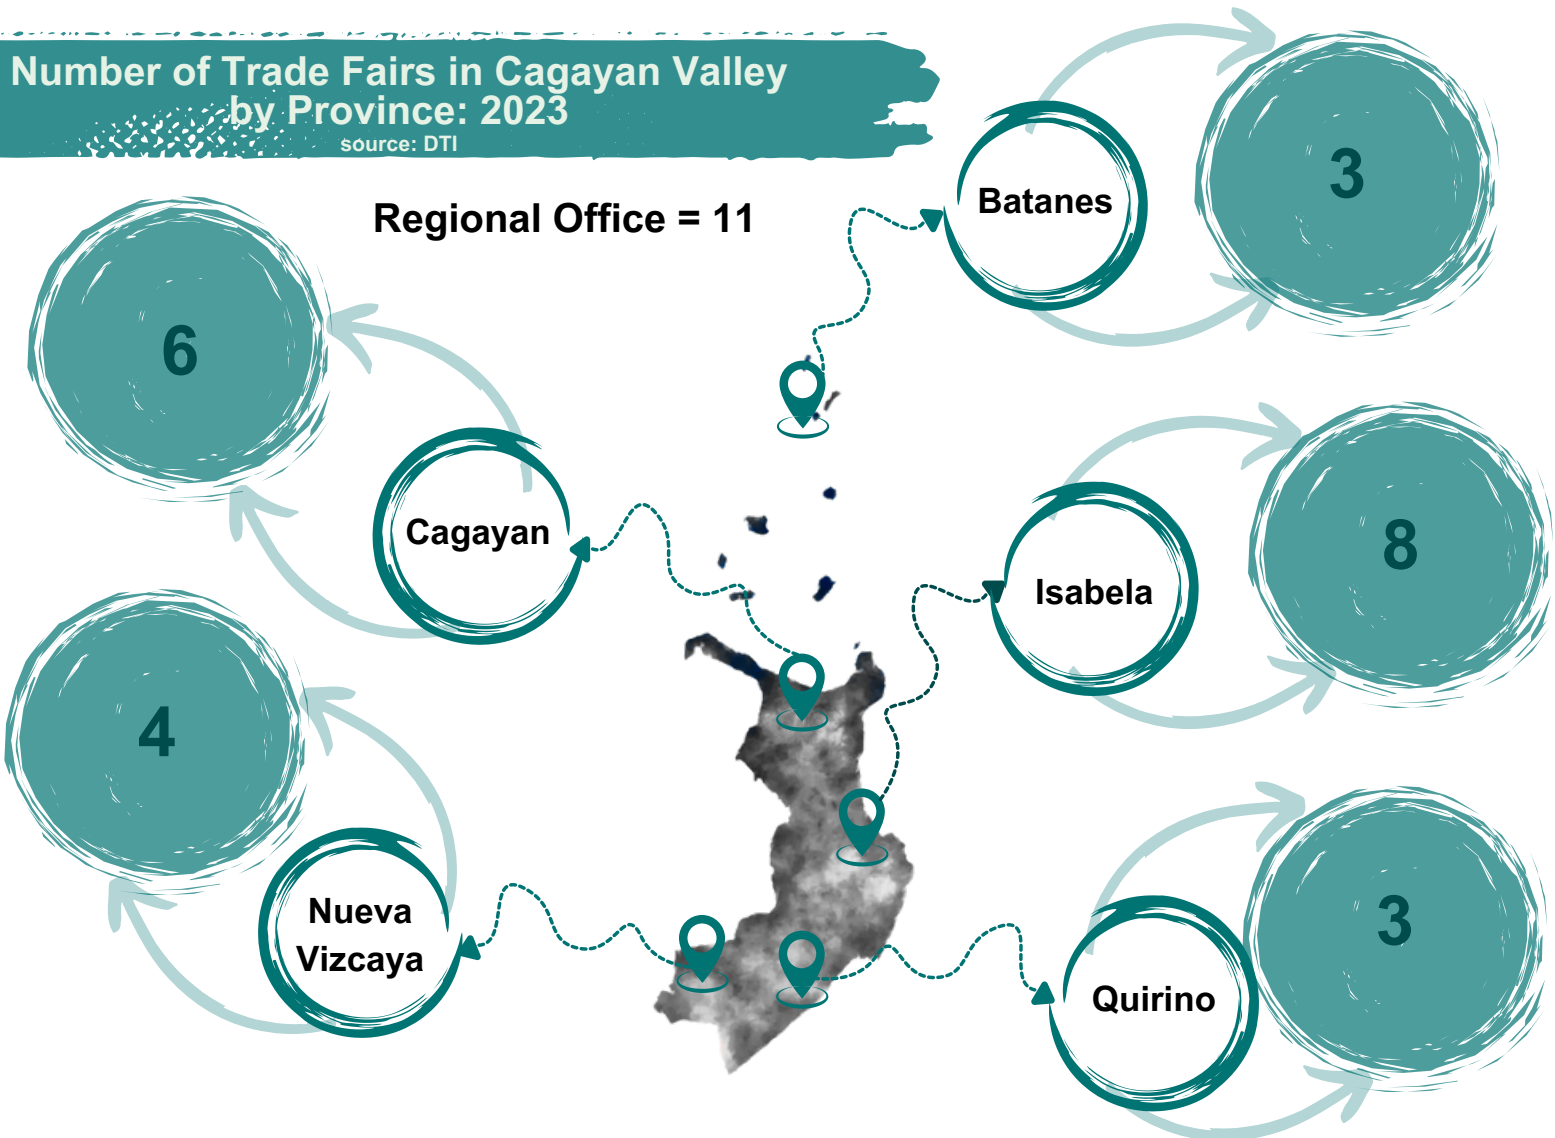 Number of Trade Fairs in Cagayan Valley
by Province: 2023
source: DTI
Regional Office = 11
Batanes
3
6
Cagayan
Isabela
8
4
Nueva
Vizcaya
Quirino
3